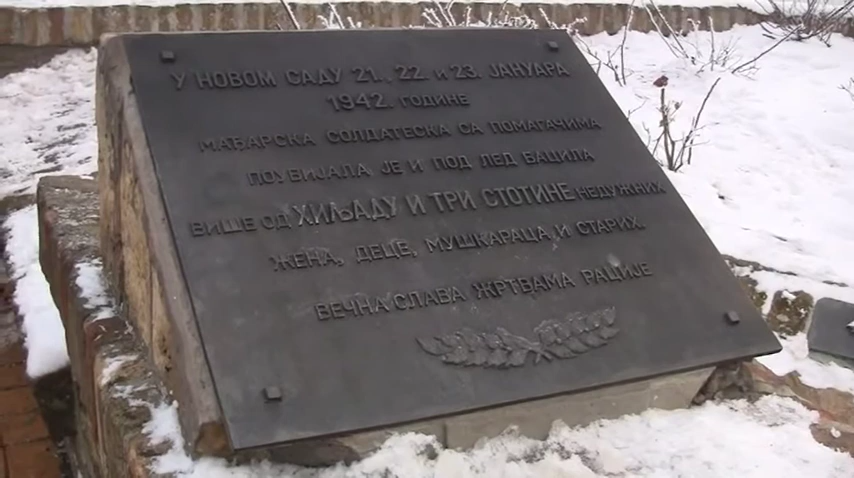 У НОВОМ САДУ 21., 22. И 23. ЈАНУАРА
1942. ГОДИНЕ
МАЂАРСКА СОЛДАТЕСКА СА ПОМАГАЧИМА
ПОУБИЈАЛА ЈЕ И ПОД ЛЕД БАЦИЛА
ВИШЕ ОД ХИЉАДУ И ТРИ СТОТИНЕ НЕДУЖНИХ
ЖЕНА, ДЕЦЕ, МУШКАРАЦА И СТАРИХ.
ВЕЧНА СЛАВА ЖРТВАМА РАЦИЈЕ